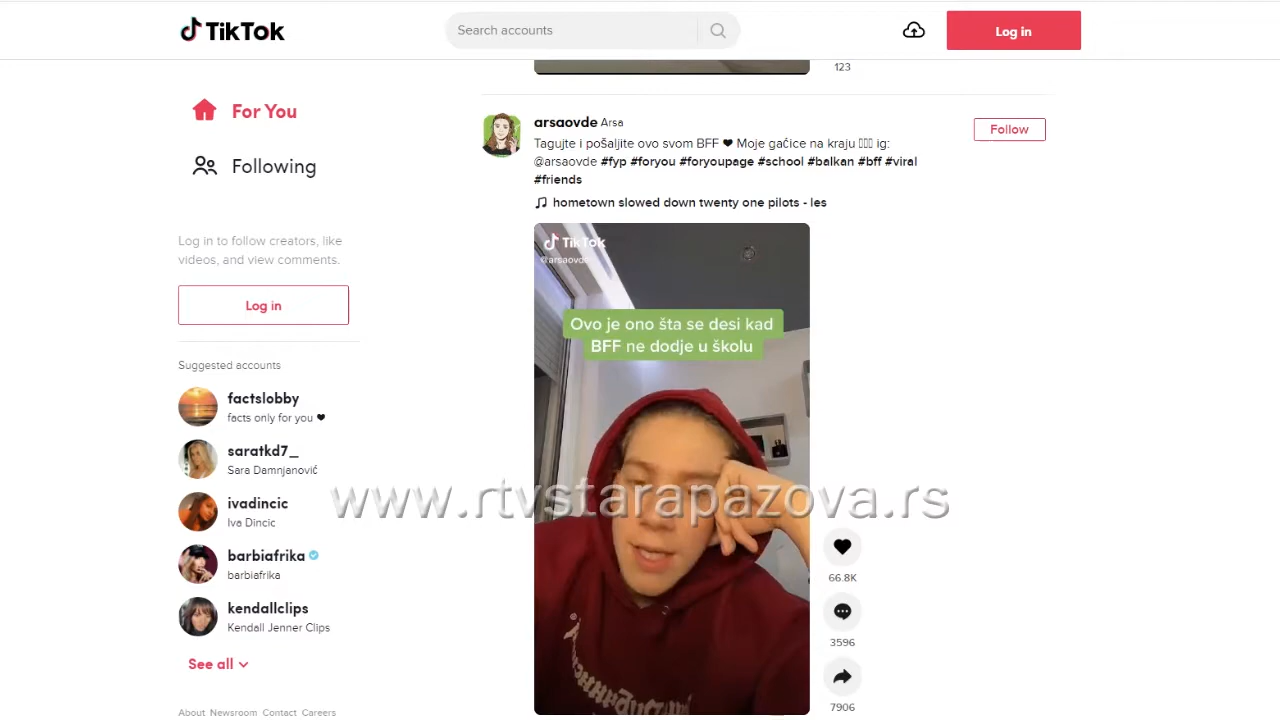 TikTok
Search accounts
Log in
123
For You
Following
arsaovde Arsa
Follow
Tagujte i pošaljite ovo svom BFF ❤ Moje gaćice na kraju ig:
@arsaovde #fyp #foryou #foryoupage #school #balkan #bff #viral
#friends
hometown slowed down twenty one pilots - les
Log in to follow creators, like
videos, and view comments.
Log in
Suggested accounts
factslobby
facts only for you ❤
saratkd7_
Sara Damnjanović
ivadincic
Iva Dincic
barbiafrika
barbiafrika
kendallclips
Kendall Jenner Clips
See all
About Newsroom Contact Careers
TikTok
@arsaovde
Ovo je ono šta se desi kad
BFF ne dodje u školu
www.rtvstarapazova.rs
66.8K
3596
7906